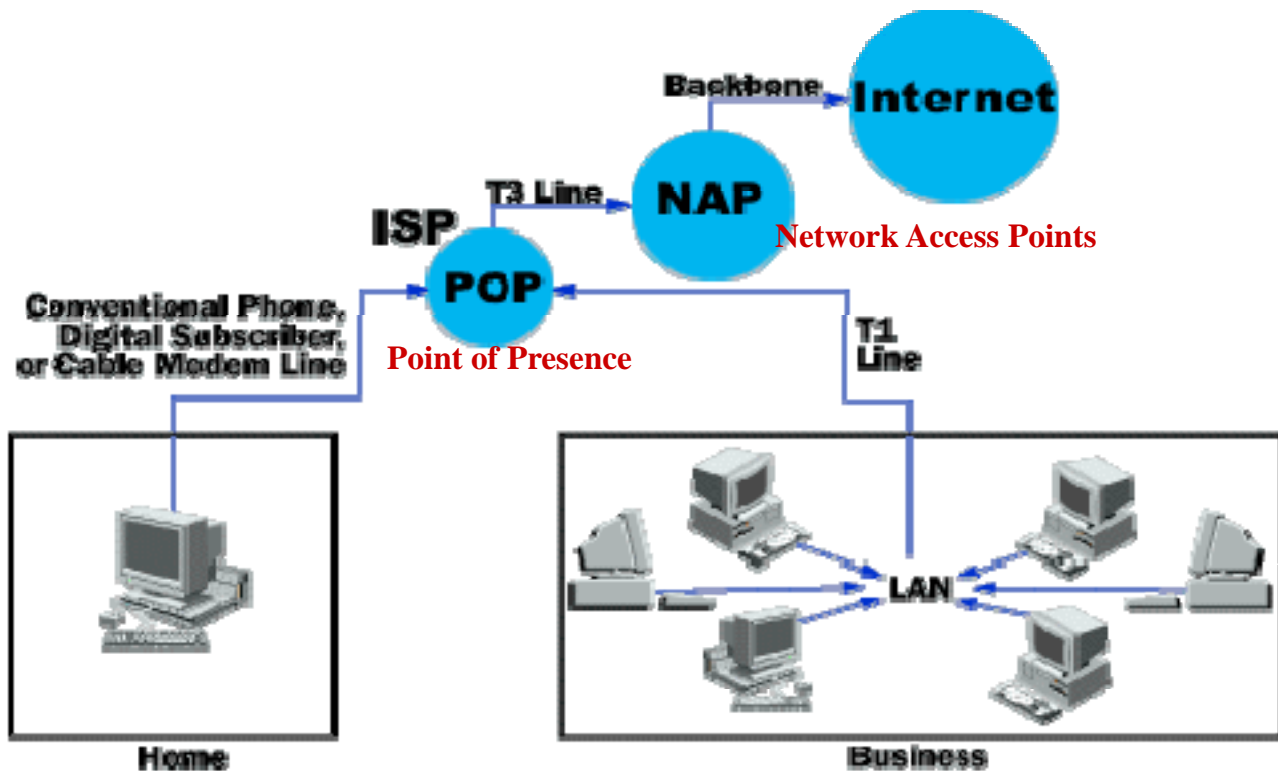 Backbone
Internet
T3 Line
NAP
ISP
Network Access Points
POP
Conventional Phone,
Digital Subscriber,
or Cable Modem Line
Point of Presence
T1
Line
LAN
Home
Business